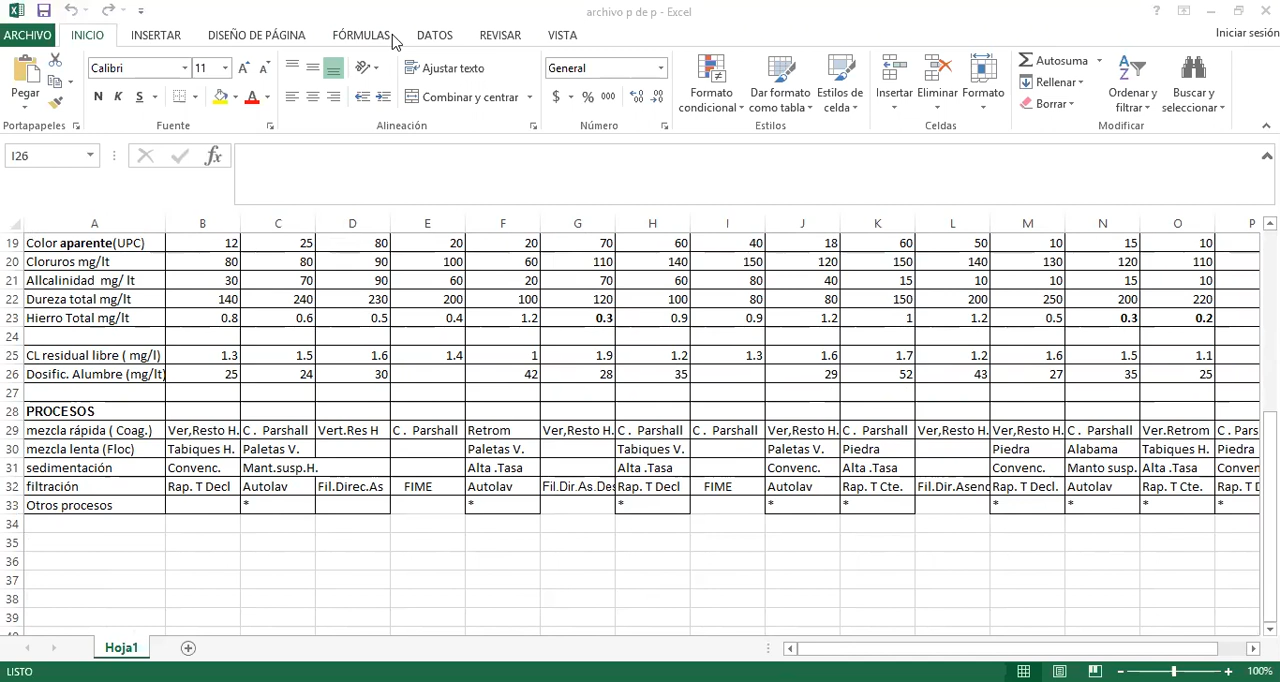 archivo p de p - Excel
ARCHIVO INICIO INSERTAR DISEÑO DE PÁGINA FÓRMULAS DATOS REVISAR VISTA Iniciar sesión
Pegar
Calibri 11
N K S
Ajustar texto
Combinar y centrar
General
$ % 000
Formato condicional
Dar formato como tabla
Estilos de celda
Insertar Eliminar Formato
Autosuma
Rellenar
Borrar
Ordenar y filtrar
Buscar y seleccionar
Portapapeles Fuente Alineación Número Estilos Celdas Modificar
I26 fx
A B C D E F G H I J K L M N O P
19 Color aparente(UPC) 12 25 80 20 20 70 60 40 18 60 50 10 15 10
20 Cloruros mg/lt 80 80 90 100 60 110 140 150 120 150 140 130 120 110
21 Allcalinidad mg/ lt 30 70 90 60 20 70 60 80 40 15 10 10 15 10
22 Dureza total mg/lt 140 240 230 200 100 120 100 80 80 150 200 250 200 220
23 Hierro Total mg/lt 0.8 0.6 0.5 0.4 1.2 0.3 0.9 0.9 1.2 1 1.2 0.5 0.3 0.2
24
25 CL residual libre ( mg/l) 1.3 1.5 1.6 1.4 1 1.9 1.2 1.3 1.6 1.7 1.2 1.6 1.5 1.1
26 Dosific. Alumbre (mg/lt) 25 24 30 42 28 35 29 52 43 27 35 25
27
28 PROCESOS
29 mezcla rápida ( Coag.) Ver,Resto H. C . Parshall Vert.Res H C . Parshall Retrom Ver,Resto H. C . Parshall C . Parshall Ver,Resto H. C . Parshall Ver,Resto H. Ver,Resto H. C . Parshall Ver.Retrom C . Pars
30 mezcla lenta (Floc) Tabiques H. Paletas V. Paletas V. Tabiques V. Paletas V. Piedra Piedra Alabama Tabiques H. Piedra
31 sedimentación Convenc. Mant.susp.H. Alta .Tasa Alta .Tasa Convenc. Alta .Tasa Convenc. Manto susp. Alta .Tasa Conven
32 filtración Rap. T Decl Autolav Fil.Direc.As FIME Autolav Fil.Dir.As.Des Rap. T Decl FIME Autolav Rap. T Cte. Fil.Dir.Asend Rap. T Decl. Autolav Rap. T Cte. Rap. T D
33 Otros procesos * * * * * * * * *
34
35
36
37
38
39
40
Hoja1
LISTO 100%